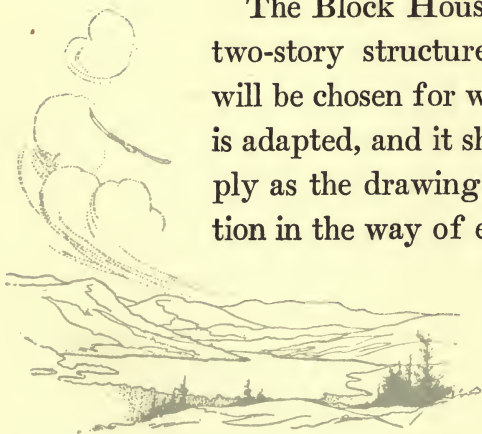 The Block Hous
two-story structure
will be chosen for w
is adapted, and it sh
ply as the drawing
tion in the way of e